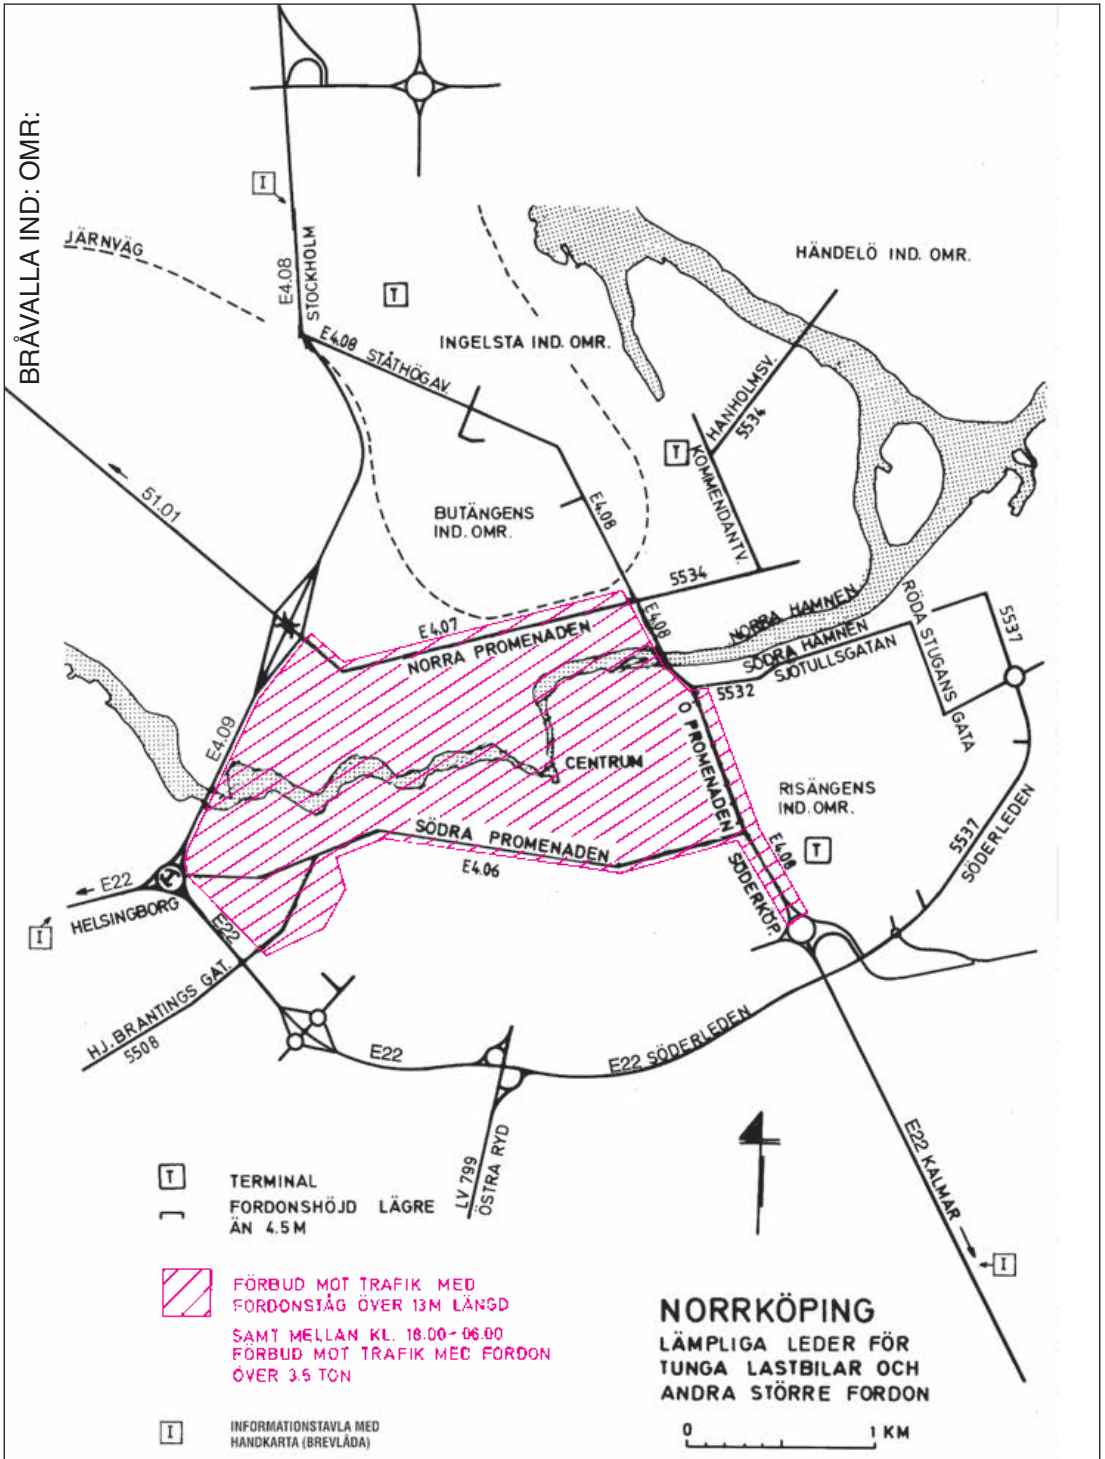 BRÅVALLA IND: OMR:
I
JÄRNVÄG
E4.08
STOCKHOLM
T
HÄNDELÖ IND. OMR.
E4.08
STÅTHÖGAV.
INGELSTA IND. OMR.
HANHOLMSV.
5534
T
KOMMENDANTV.
51.01
BUTÄNGENS
IND. OMR.
E4.08
5534
E4.07
NORRA PROMENADEN
E4.08
NORRA HAMNEN
SÖDRA HAMNEN
SJÖTULLSGATAN
5532
RÖDA STUGANS GATA
5537
E4.09
Ö PROMENADEN
CENTRUM
RISÄNGENS
IND. OMR.
SÖDRA PROMENADEN
E4.06
E4.08
T
SÖDERKÖP.
5537
SÖDERLEDEN
E22
HELSINGBORG
I
E22
HJ. BRANTINGS GAT.
5508
E22
E22 SÖDERLEDEN
LV 799
ÖSTRA RYD
E22 KALMAR
I
T
TERMINAL
FORDONSHÖJD LÄGRE
ÄN 4.5 M
FÖRBUD MOT TRAFIK MED
FORDONSTÅG ÖVER 13M LÄNGD
SAMT MELLAN KL. 18.00-06.00
FÖRBUD MOT TRAFIK MED FORDON
ÖVER 3.5 TON
I
INFORMATIONSTAVLA MED
HANDKARTA (BREVLÅDA)
NORRKÖPING
LÄMPLIGA LEDER FÖR
TUNGA LASTBILAR OCH
ANDRA STÖRRE FORDON
0 1 KM